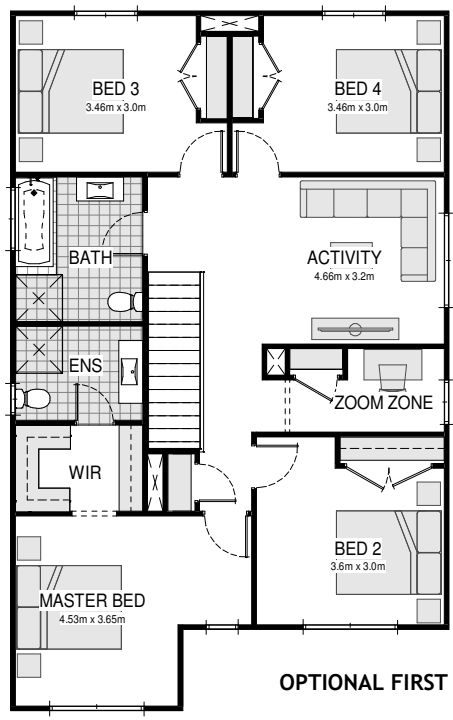 BED 3
3.46m x 3.0m
BED 4
3.46m x 3.0m
BATH
ACTIVITY
4.66m x 3.2m
ENS
ZOOM ZONE
WIR
BED 2
3.6m x 3.0m
MASTER BED
4.53m x 3.65m
OPTIONAL FIRST